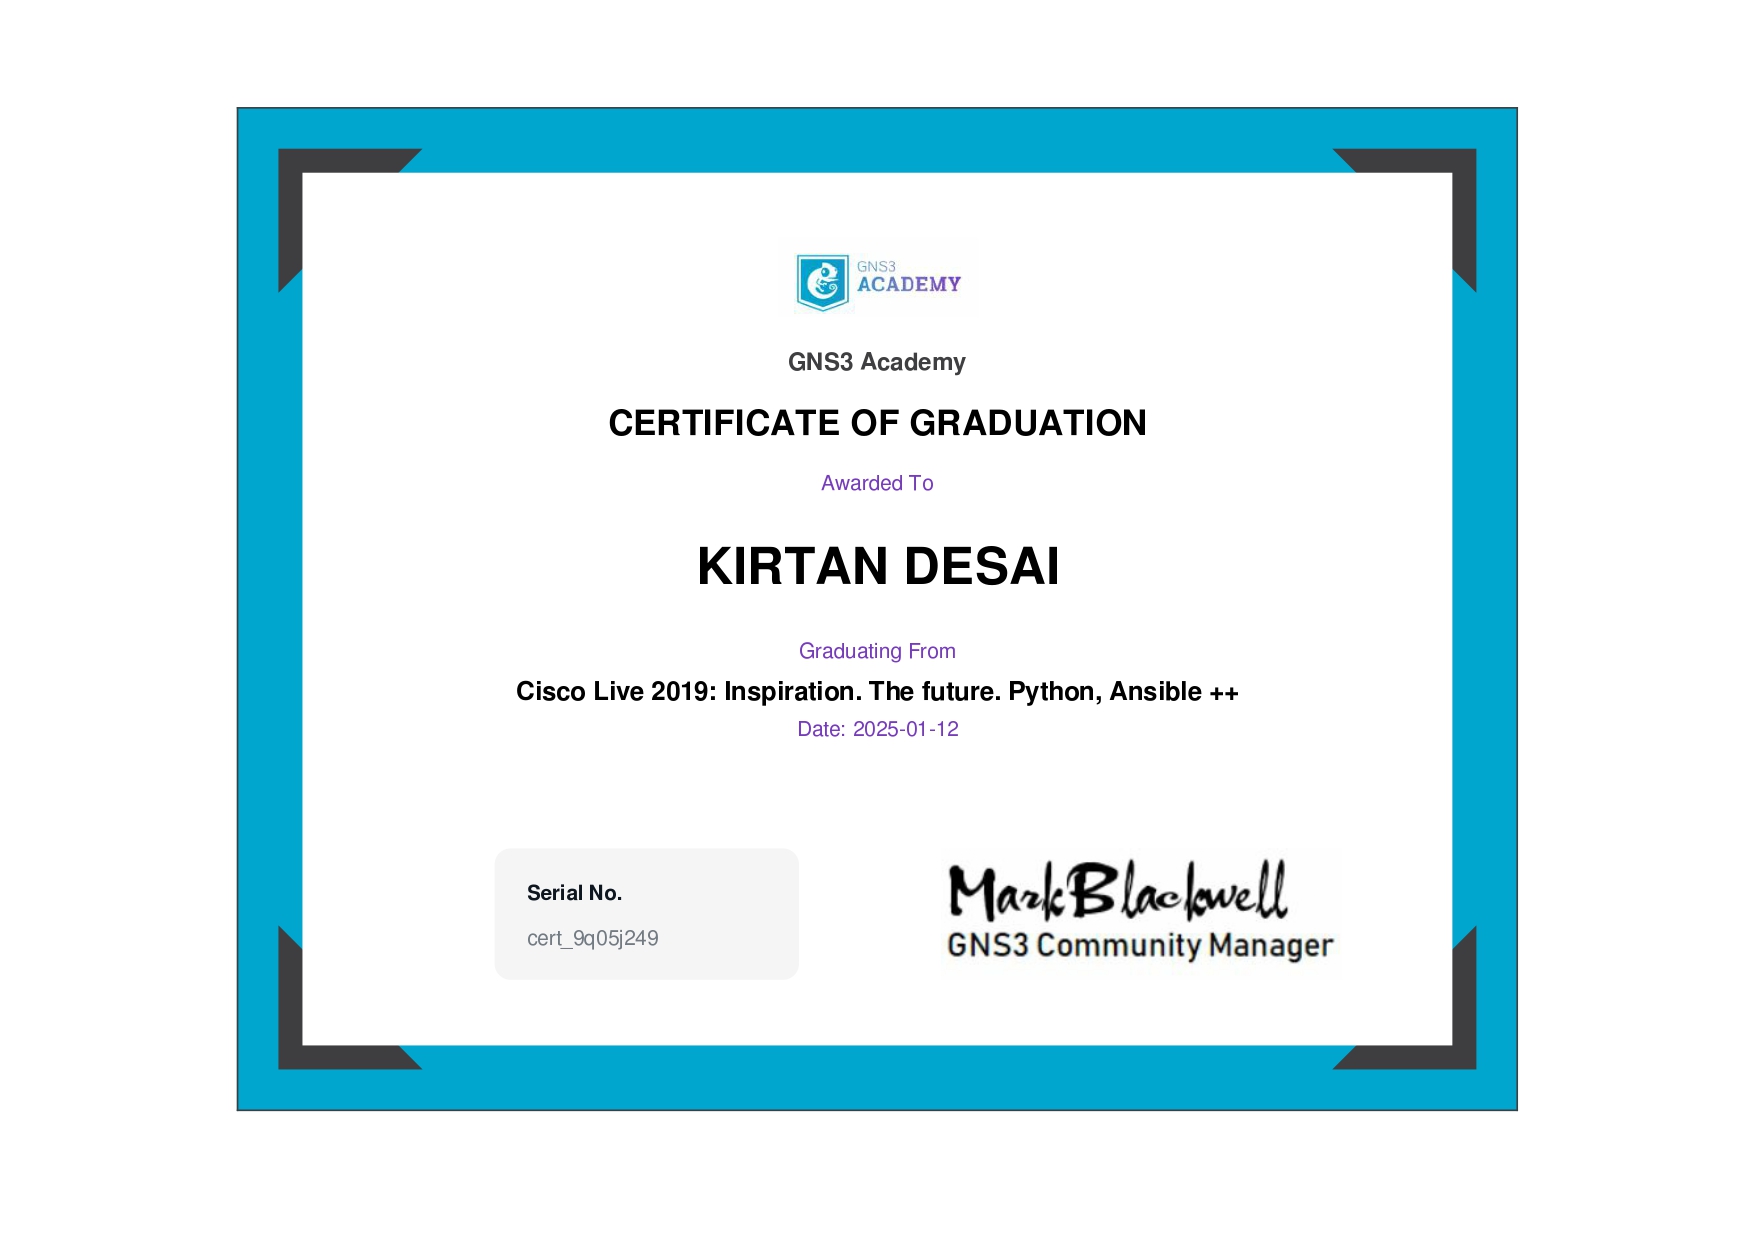 GNS3
ACADEMY
GNS3 Academy
CERTIFICATE OF GRADUATION
Awarded To
KIRTAN DESAI
Graduating From
Cisco Live 2019: Inspiration. The future. Python, Ansible ++
Date: 2025-01-12
Serial No.
cert_9q05j249
Mark Blackwell
GNS3 Community Manager